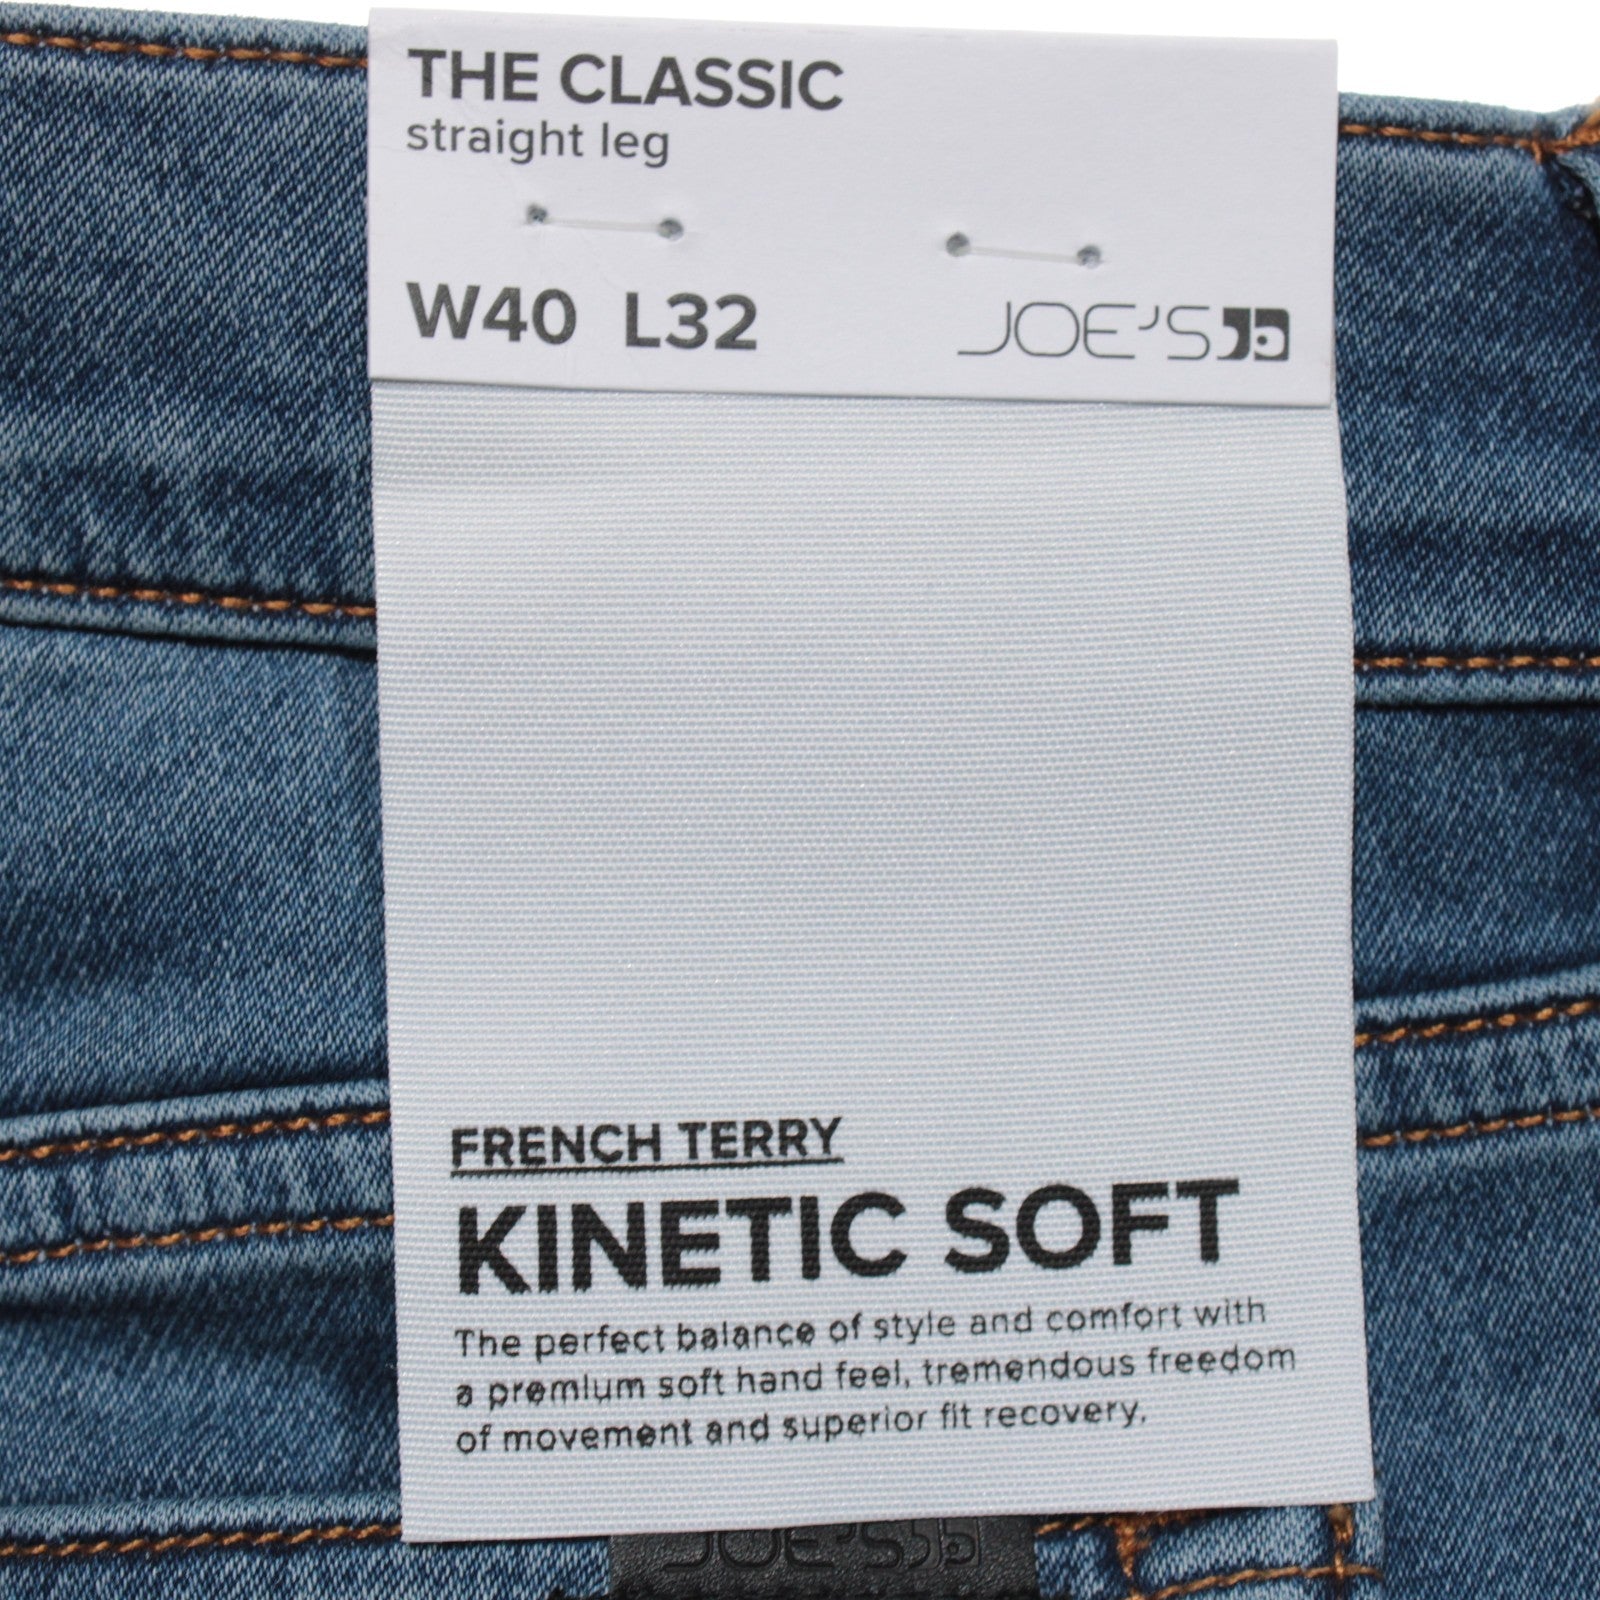 THE CLASSIC
straight leg
W40 L32
JOE'S
FRENCH TERRY
KINETIC SOFT
The perfect balance of style and comfort with
a premium soft hand feel, tremendous freedom
of movement and superior fit recovery.
JOE'S